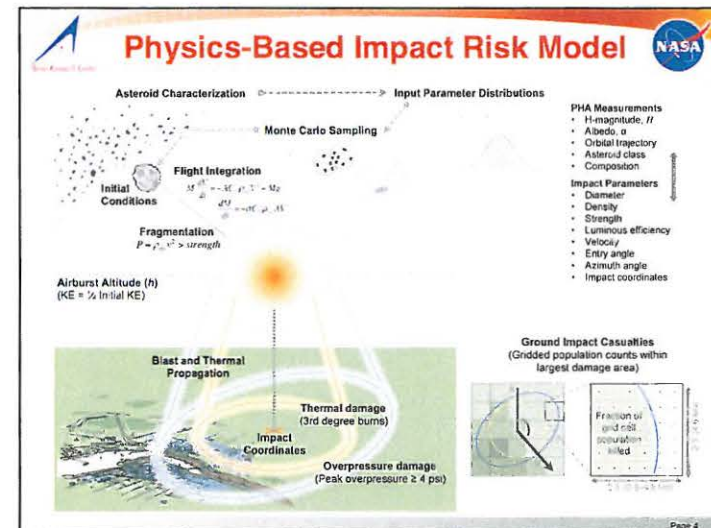 Physics-Based Impact Risk Model
NASA
Asteroid Characterization
Input Parameter Distributions
Monte Carlo Sampling
PHA Measurements
• H-magnitude, H
• Albedo, α
• Orbital trajectory
• Asteroid class
• Composition
Impact Parameters
• Diameter
• Density
• Strength
• Luminous efficiency
• Velocity
• Entry angle
• Azimuth angle
• Impact coordinates
Initial
Conditions
Flight Integration
Fragmentation
> strength
Airburst Altitude (h)
(KE = ½ Initial KE)
Blast and Thermal
Propagation
Thermal damage
(3rd degree burns)
Impact
Coordinates
Overpressure damage
(Peak overpressure ≥ 4 psi)
Ground Impact Casualties
(Gridded population counts within
largest damage area)
Fraction of
grid cell
population
killed
Page 4